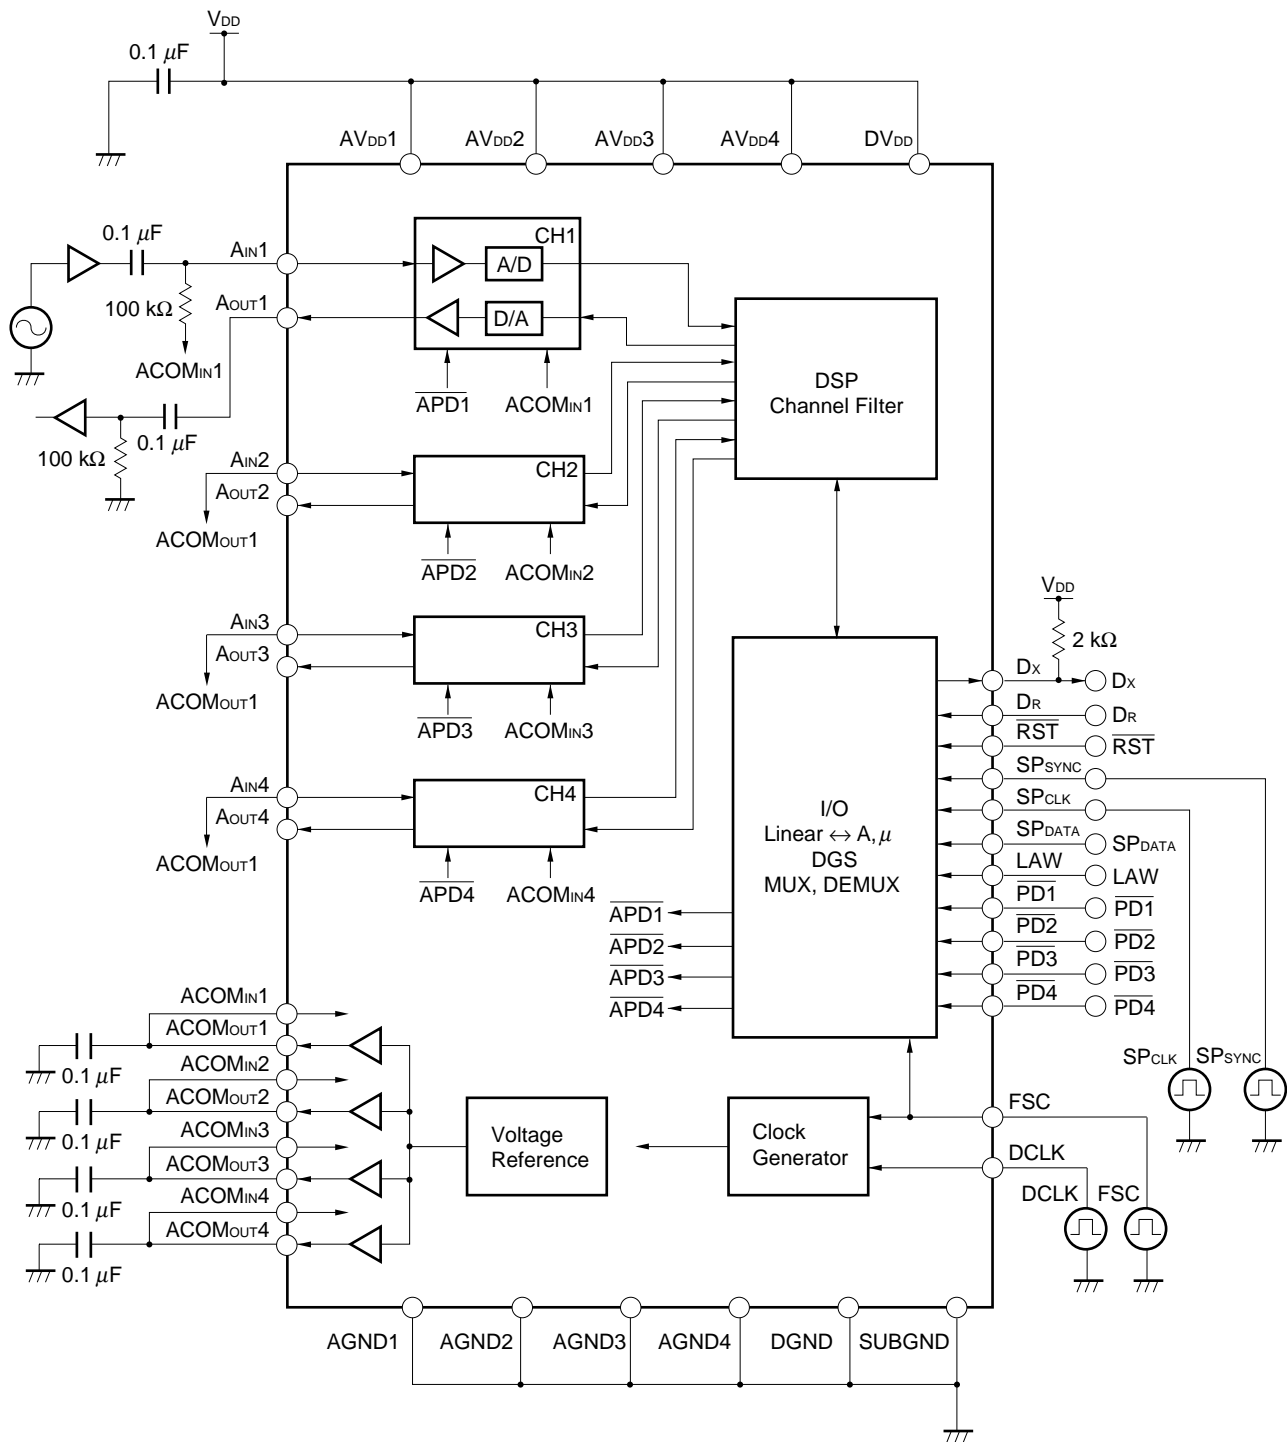 VDD
0.1 μF
AVDD1
AVDD2
AVDD3
AVDD4
DVDD
0.1 μF
AIN1
CH1
A/D
100 kΩ
AOUT1
D/A
ACOMIN1
APD1
ACOMIN1
DSP
Channel Filter
0.1 μF
100 kΩ
AIN2
CH2
AOUT2
ACOMOUT1
APD2
ACOMIN2
AIN3
CH3
AOUT3
ACOMOUT1
APD3
ACOMIN3
AIN4
CH4
AOUT4
ACOMOUT1
APD4
ACOMIN4
VDD
2 kΩ
DX
DX
DR
DR
RST
RST
SPSYNC
SPCLK
SPDATA
SPDATA
LAW
LAW
PD1
PD1
PD2
PD2
PD3
PD3
PD4
PD4
I/O
Linear ↔ A, μ
DGS
MUX, DEMUX
APD1
APD2
APD3
APD4
SPCLK
SPSYNC
ACOMIN1
ACOMOUT1
0.1 μF
ACOMIN2
ACOMOUT2
0.1 μF
ACOMIN3
ACOMOUT3
0.1 μF
ACOMIN4
ACOMOUT4
0.1 μF
Voltage
Reference
Clock
Generator
FSC
DCLK
DCLK
FSC
AGND1
AGND2
AGND3
AGND4
DGND
SUBGND